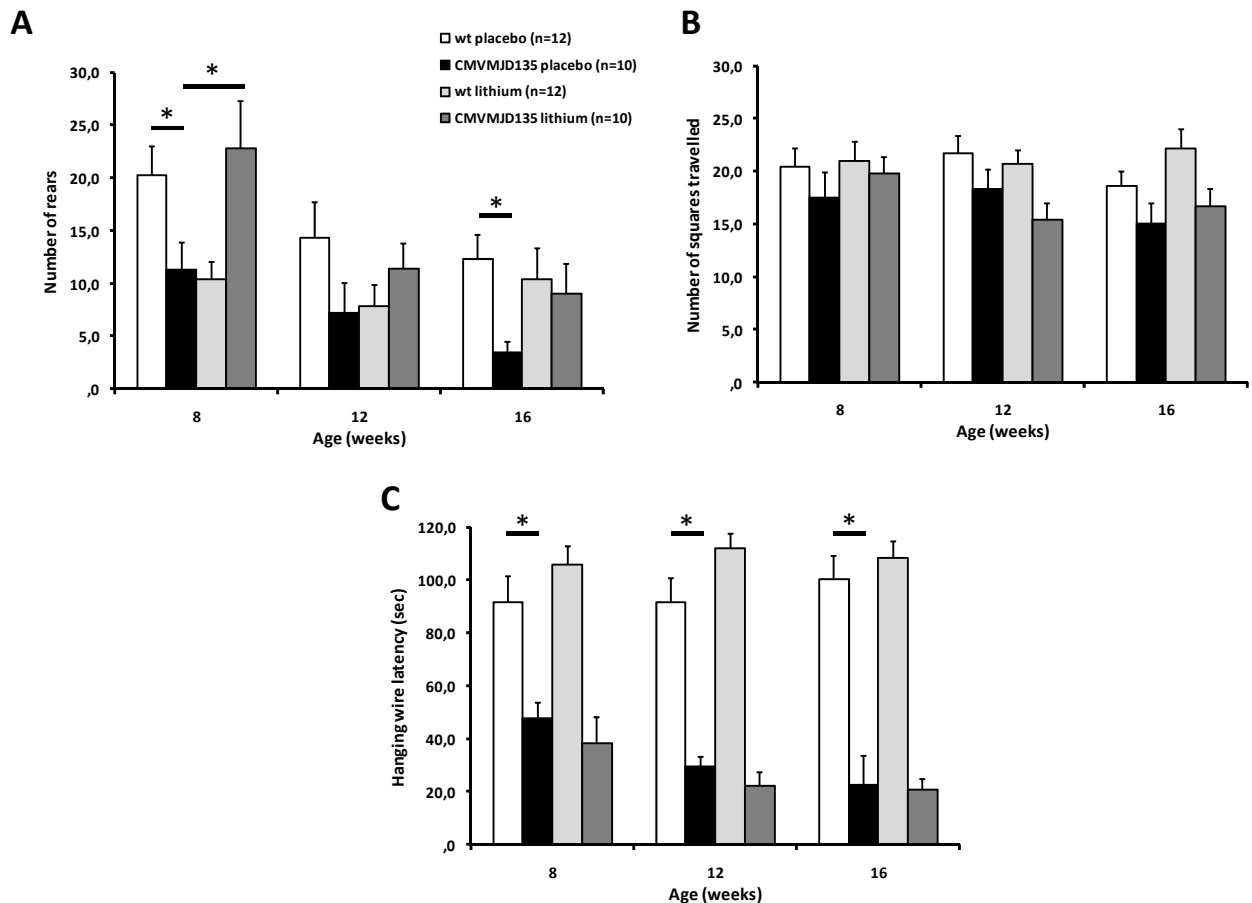 A
wt placebo (n=12)
CMVMJD135 placebo (n=10)
wt lithium (n=12)
CMVMJD135 lithium (n=10)
Number of rears
30,0
25,0
20,0
15,0
10,0
5,0
,0
* * *
8 12 16
Age (weeks)
B
Number of squares travelled
30,0
25,0
20,0
15,0
10,0
5,0
,0
8 12 16
Age (weeks)
C
Hanging wire latency (sec)
120,0
100,0
80,0
60,0
40,0
20,0
,0
* * *
8 12 16
Age (weeks)